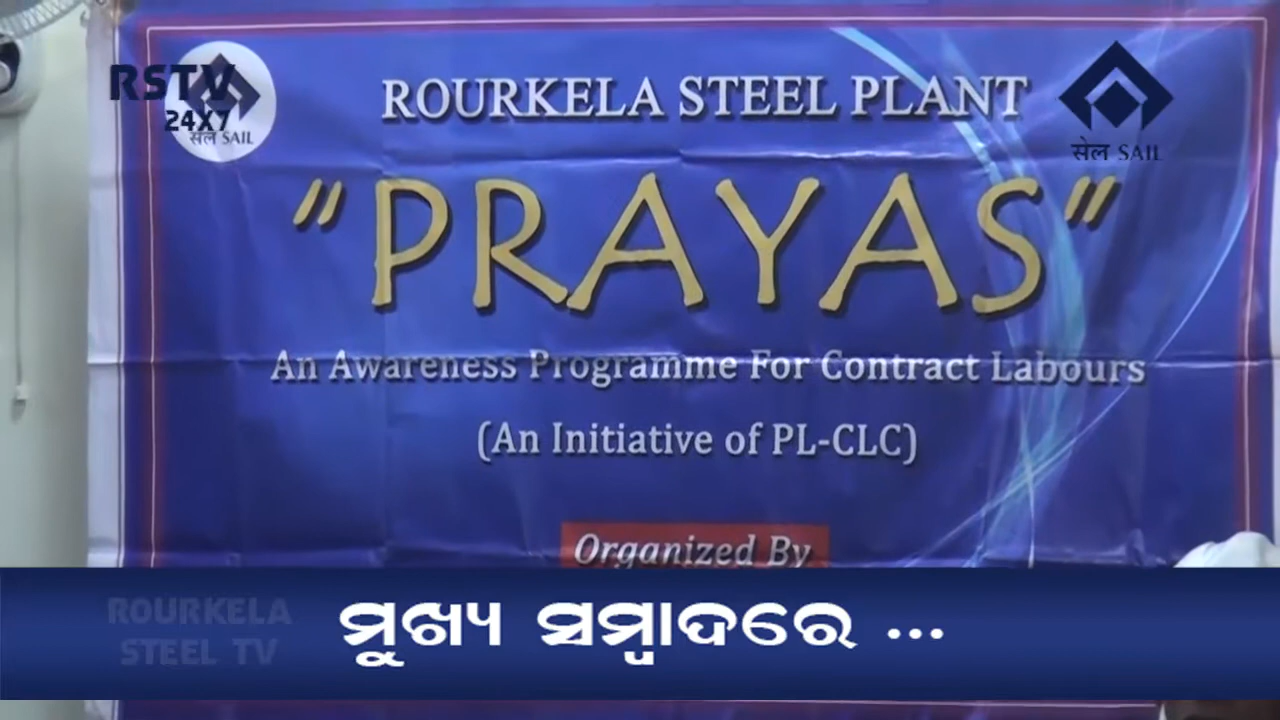 RSTV
24X7
सेल SAIL
ROURKELA STEEL PLANT
सेल SAIL
"PRAYAS"
An Awareness Programme For Contract Labours
(An Initiative of PL-CLC)
Organized By
ROURKELA
STEEL TV
ମୁଖ୍ୟ ସମ୍ବାଦରେ ...